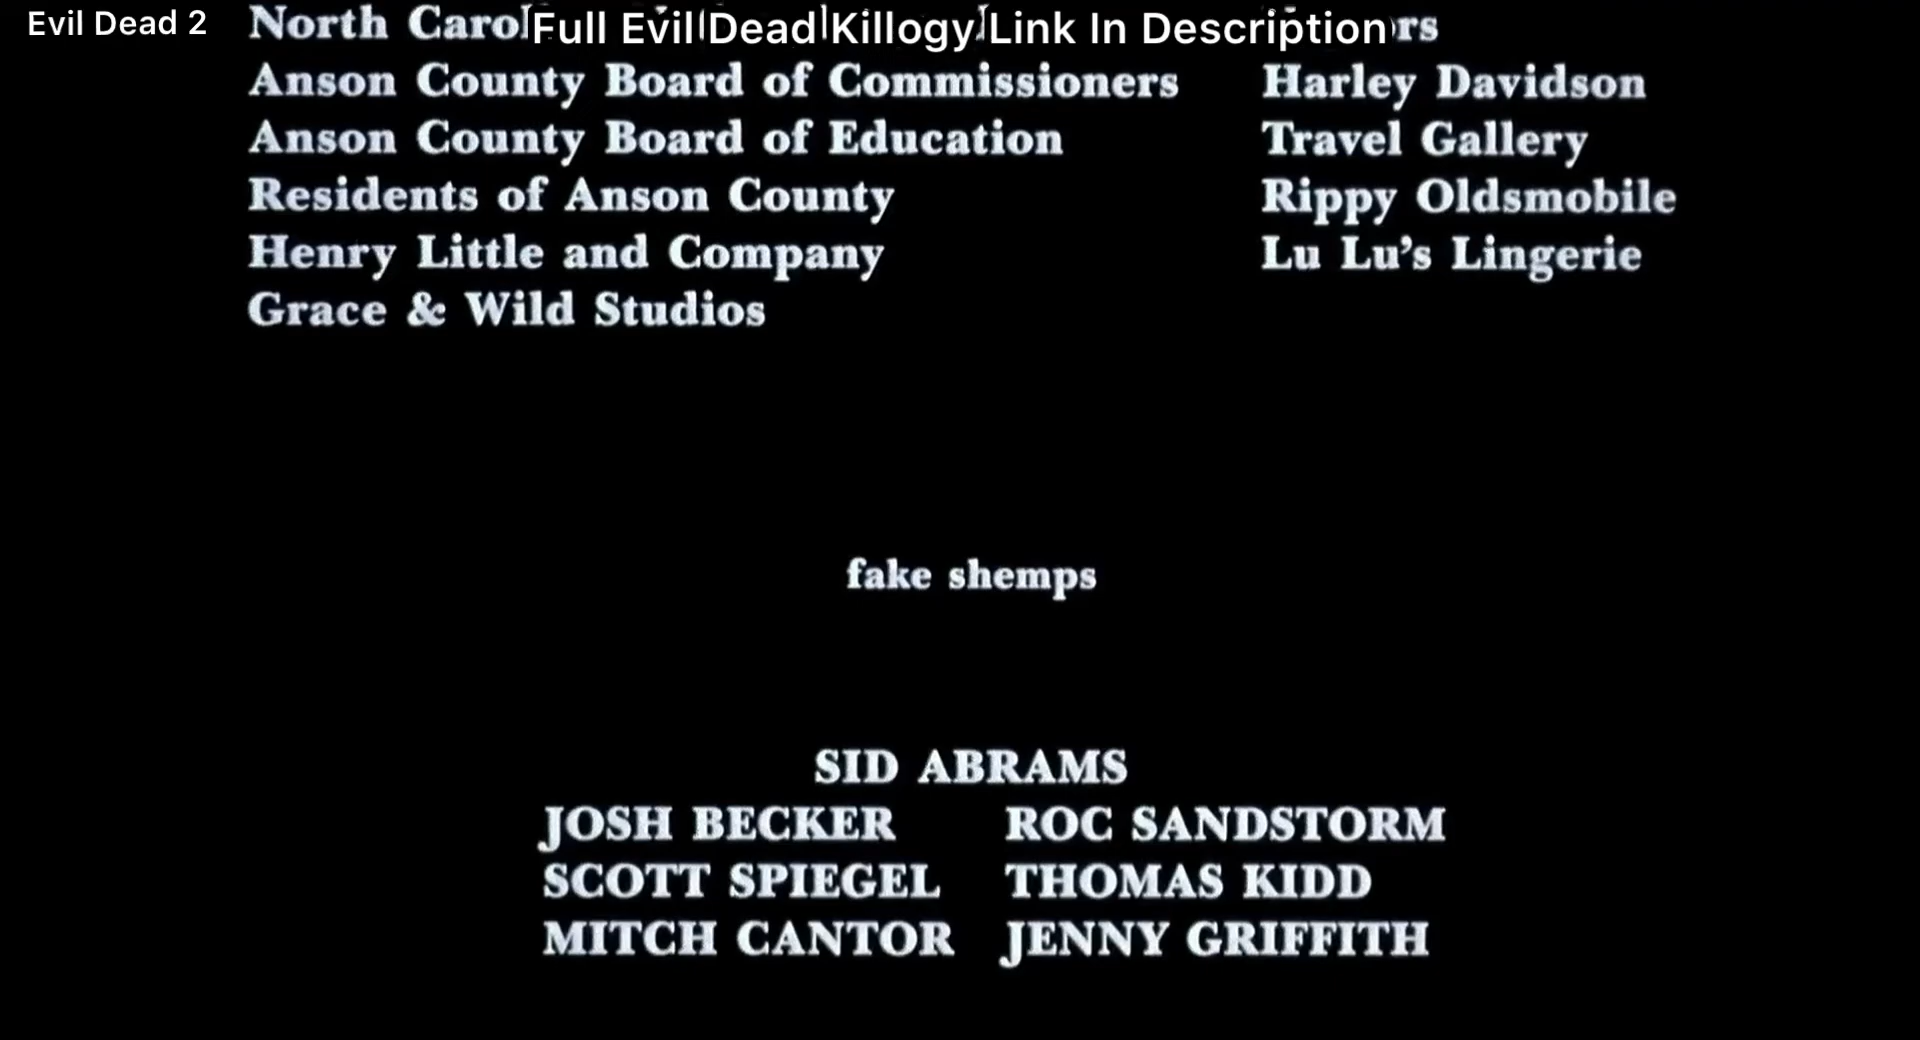 Evil Dead 2
Full Evil Dead Killogy Link In Description
North
Anson County Board of Commissioners Harley Davidson
Anson County Board of Education Travel Gallery
Residents of Anson County Rippy Oldsmobile
Henry Little and Company Lu Lu's Lingerie
Grace & Wild Studios
fake shemps
SID ABRAMS
JOSH BECKER ROC SANDSTORM
SCOTT SPIEGEL THOMAS KIDD
MITCH CANTOR JENNY GRIFFITH